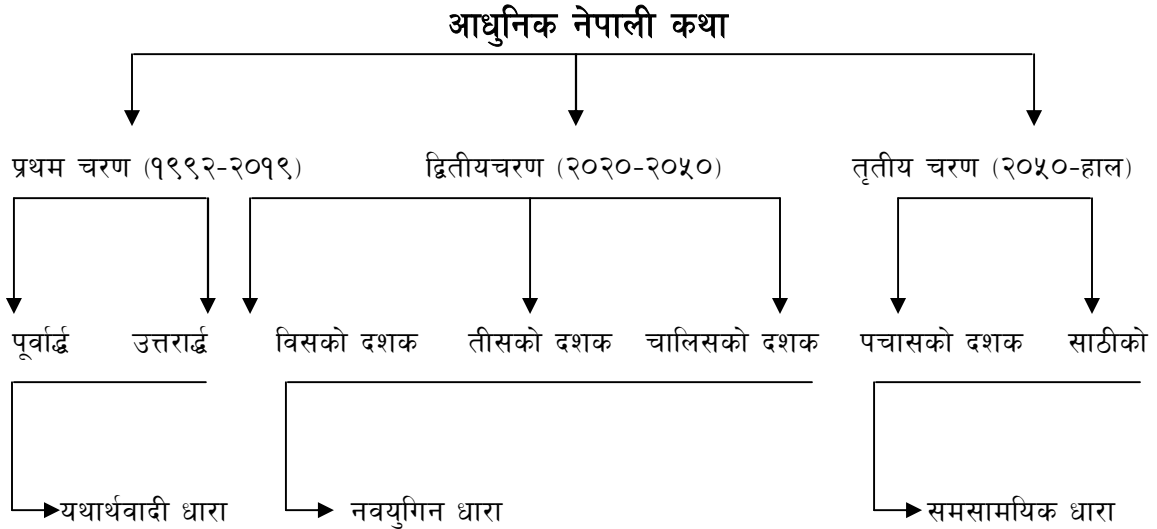 आधुनिक नेपाली कथा
प्रथम चरण (१९९२-२०१९) द्वितीयचरण (२०२०-२०५०) तृतीय चरण (२०५०-हाल)
पूर्वार्द्ध उत्तरार्द्ध विसको दशक तीसको दशक चालिसको दशक पचासको दशक साठीको
यथार्थवादी धारा नवयुगिन धारा समसामयिक धारा